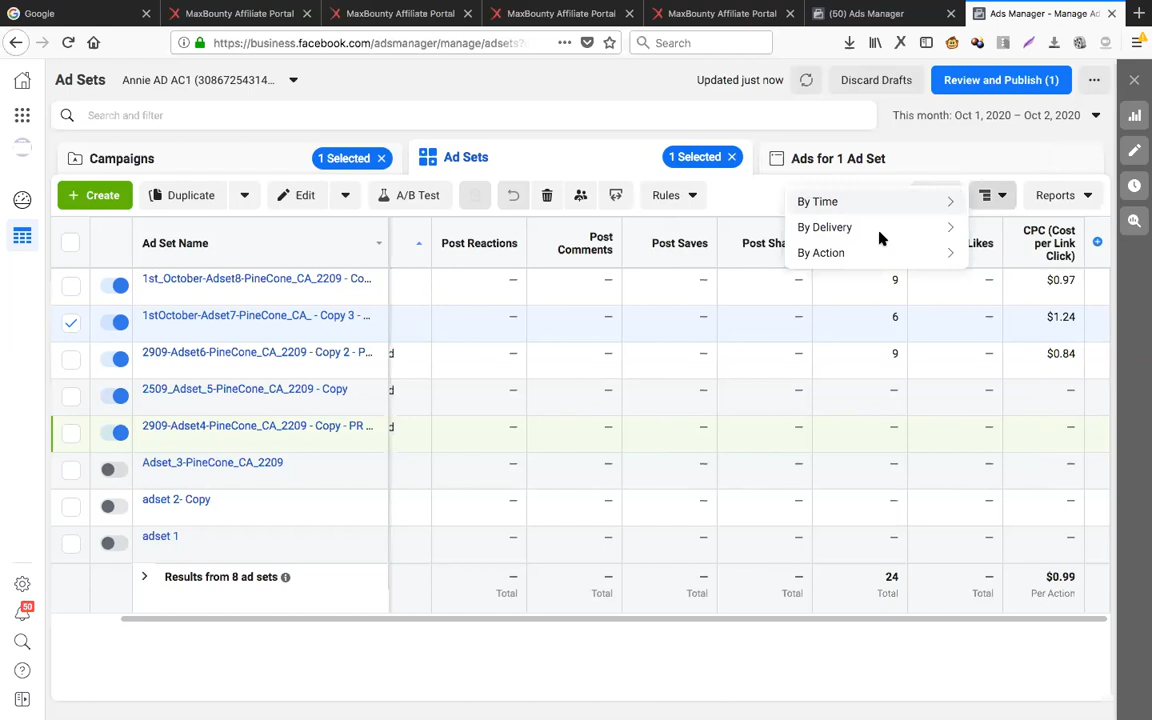 Google
MaxBounty Affiliate Portal
MaxBounty Affiliate Portal
MaxBounty Affiliate Portal
MaxBounty Affiliate Portal
(50) Ads Manager
Ads Manager - Manage Ad
https://business.facebook.com/adsmanager/manage/adsets?
Search
Ad Sets
Annie AD AC1 (30867254314...
Updated just now
Discard Drafts
Review and Publish (1)
Search and filter
This month: Oct 1, 2020 – Oct 2, 2020
Campaigns
1 Selected
Ad Sets
1 Selected
Ads for 1 Ad Set
+ Create
Duplicate
Edit
A/B Test
Rules
Reports
By Time
By Delivery
By Action
Ad Set Name
Post Reactions
Post
Comments
Post Saves
Post Sha
Likes
CPC (Cost
per Link
Click)
1st_October-Adset8-PineCone_CA_2209 - Co...
— — — — 9 — $0.97
1stOctober-Adset7-PineCone_CA_ - Copy 3 - ...
— — — — 6 — $1.24
2909-Adset6-PineCone_CA_2209 - Copy 2 - P...
d — — — — 9 — $0.84
2509_Adset_5-PineCone_CA_2209 - Copy
d — — — — — — —
2909-Adset4-PineCone_CA_2209 - Copy - PR ...
d — — — — — — —
Adset_3-PineCone_CA_2209
— — — — — — —
adset 2- Copy
— — — — — — —
adset 1
— — — — — — —
Results from 8 ad sets
— — — — 24 — $0.99
Total Total Total Total Total Total Per Action
50